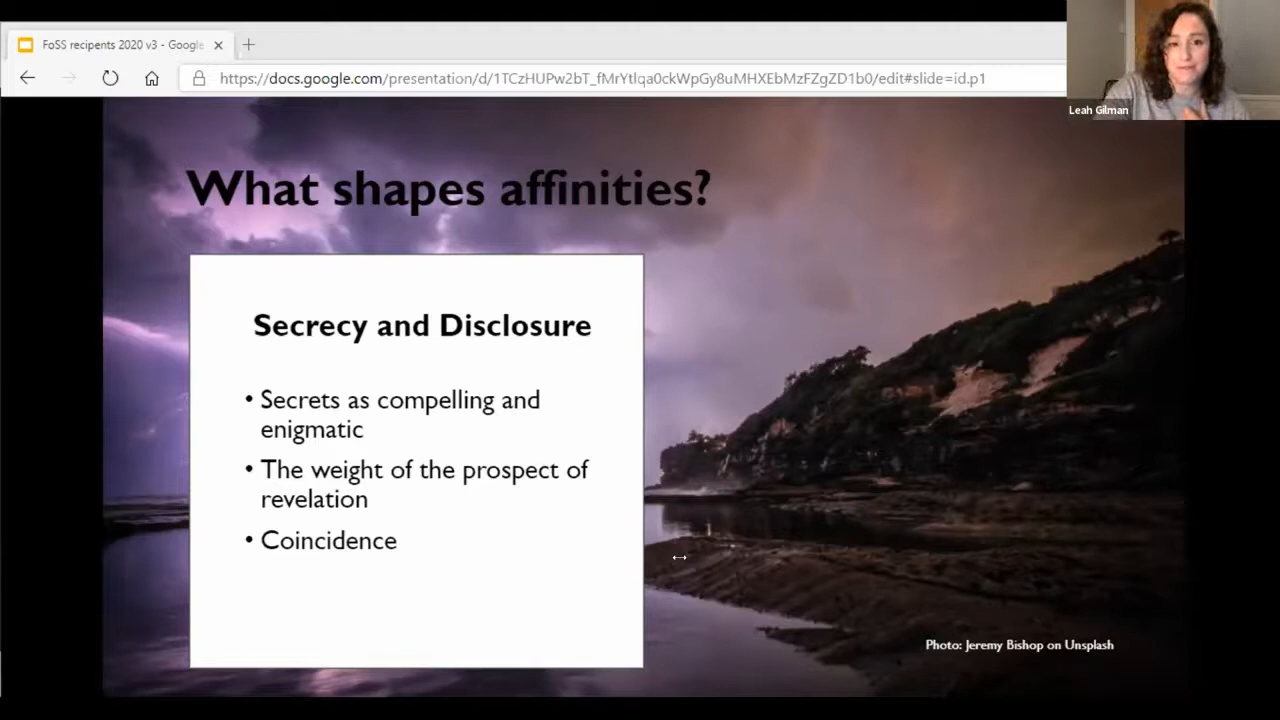 FoSS recipents 2020 v3 - Google
https://docs.google.com/presentation/d/1TCzHUPw2bT_fMrYtlqa0ckWpGy8uMHXEbMzFZgZD1b0/edit#slide=id.p1
Leah Gilman
What shapes affinities?
Secrecy and Disclosure
• Secrets as compelling and
enigmatic
• The weight of the prospect of
revelation
• Coincidence
Photo: Jeremy Bishop on Unsplash